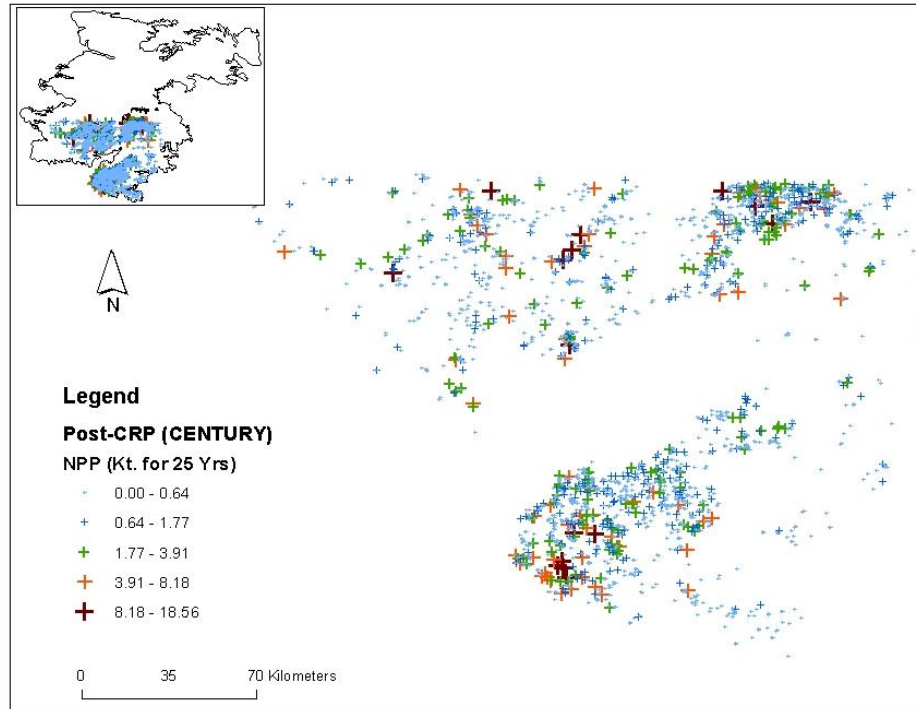 N
Legend
Post-CRP (CENTURY)
NPP (Kt. for 25 Yrs)
0.00 - 0.64
0.64 - 1.77
1.77 - 3.91
3.91 - 8.18
8.18 - 18.56
0 35 70 Kilometers